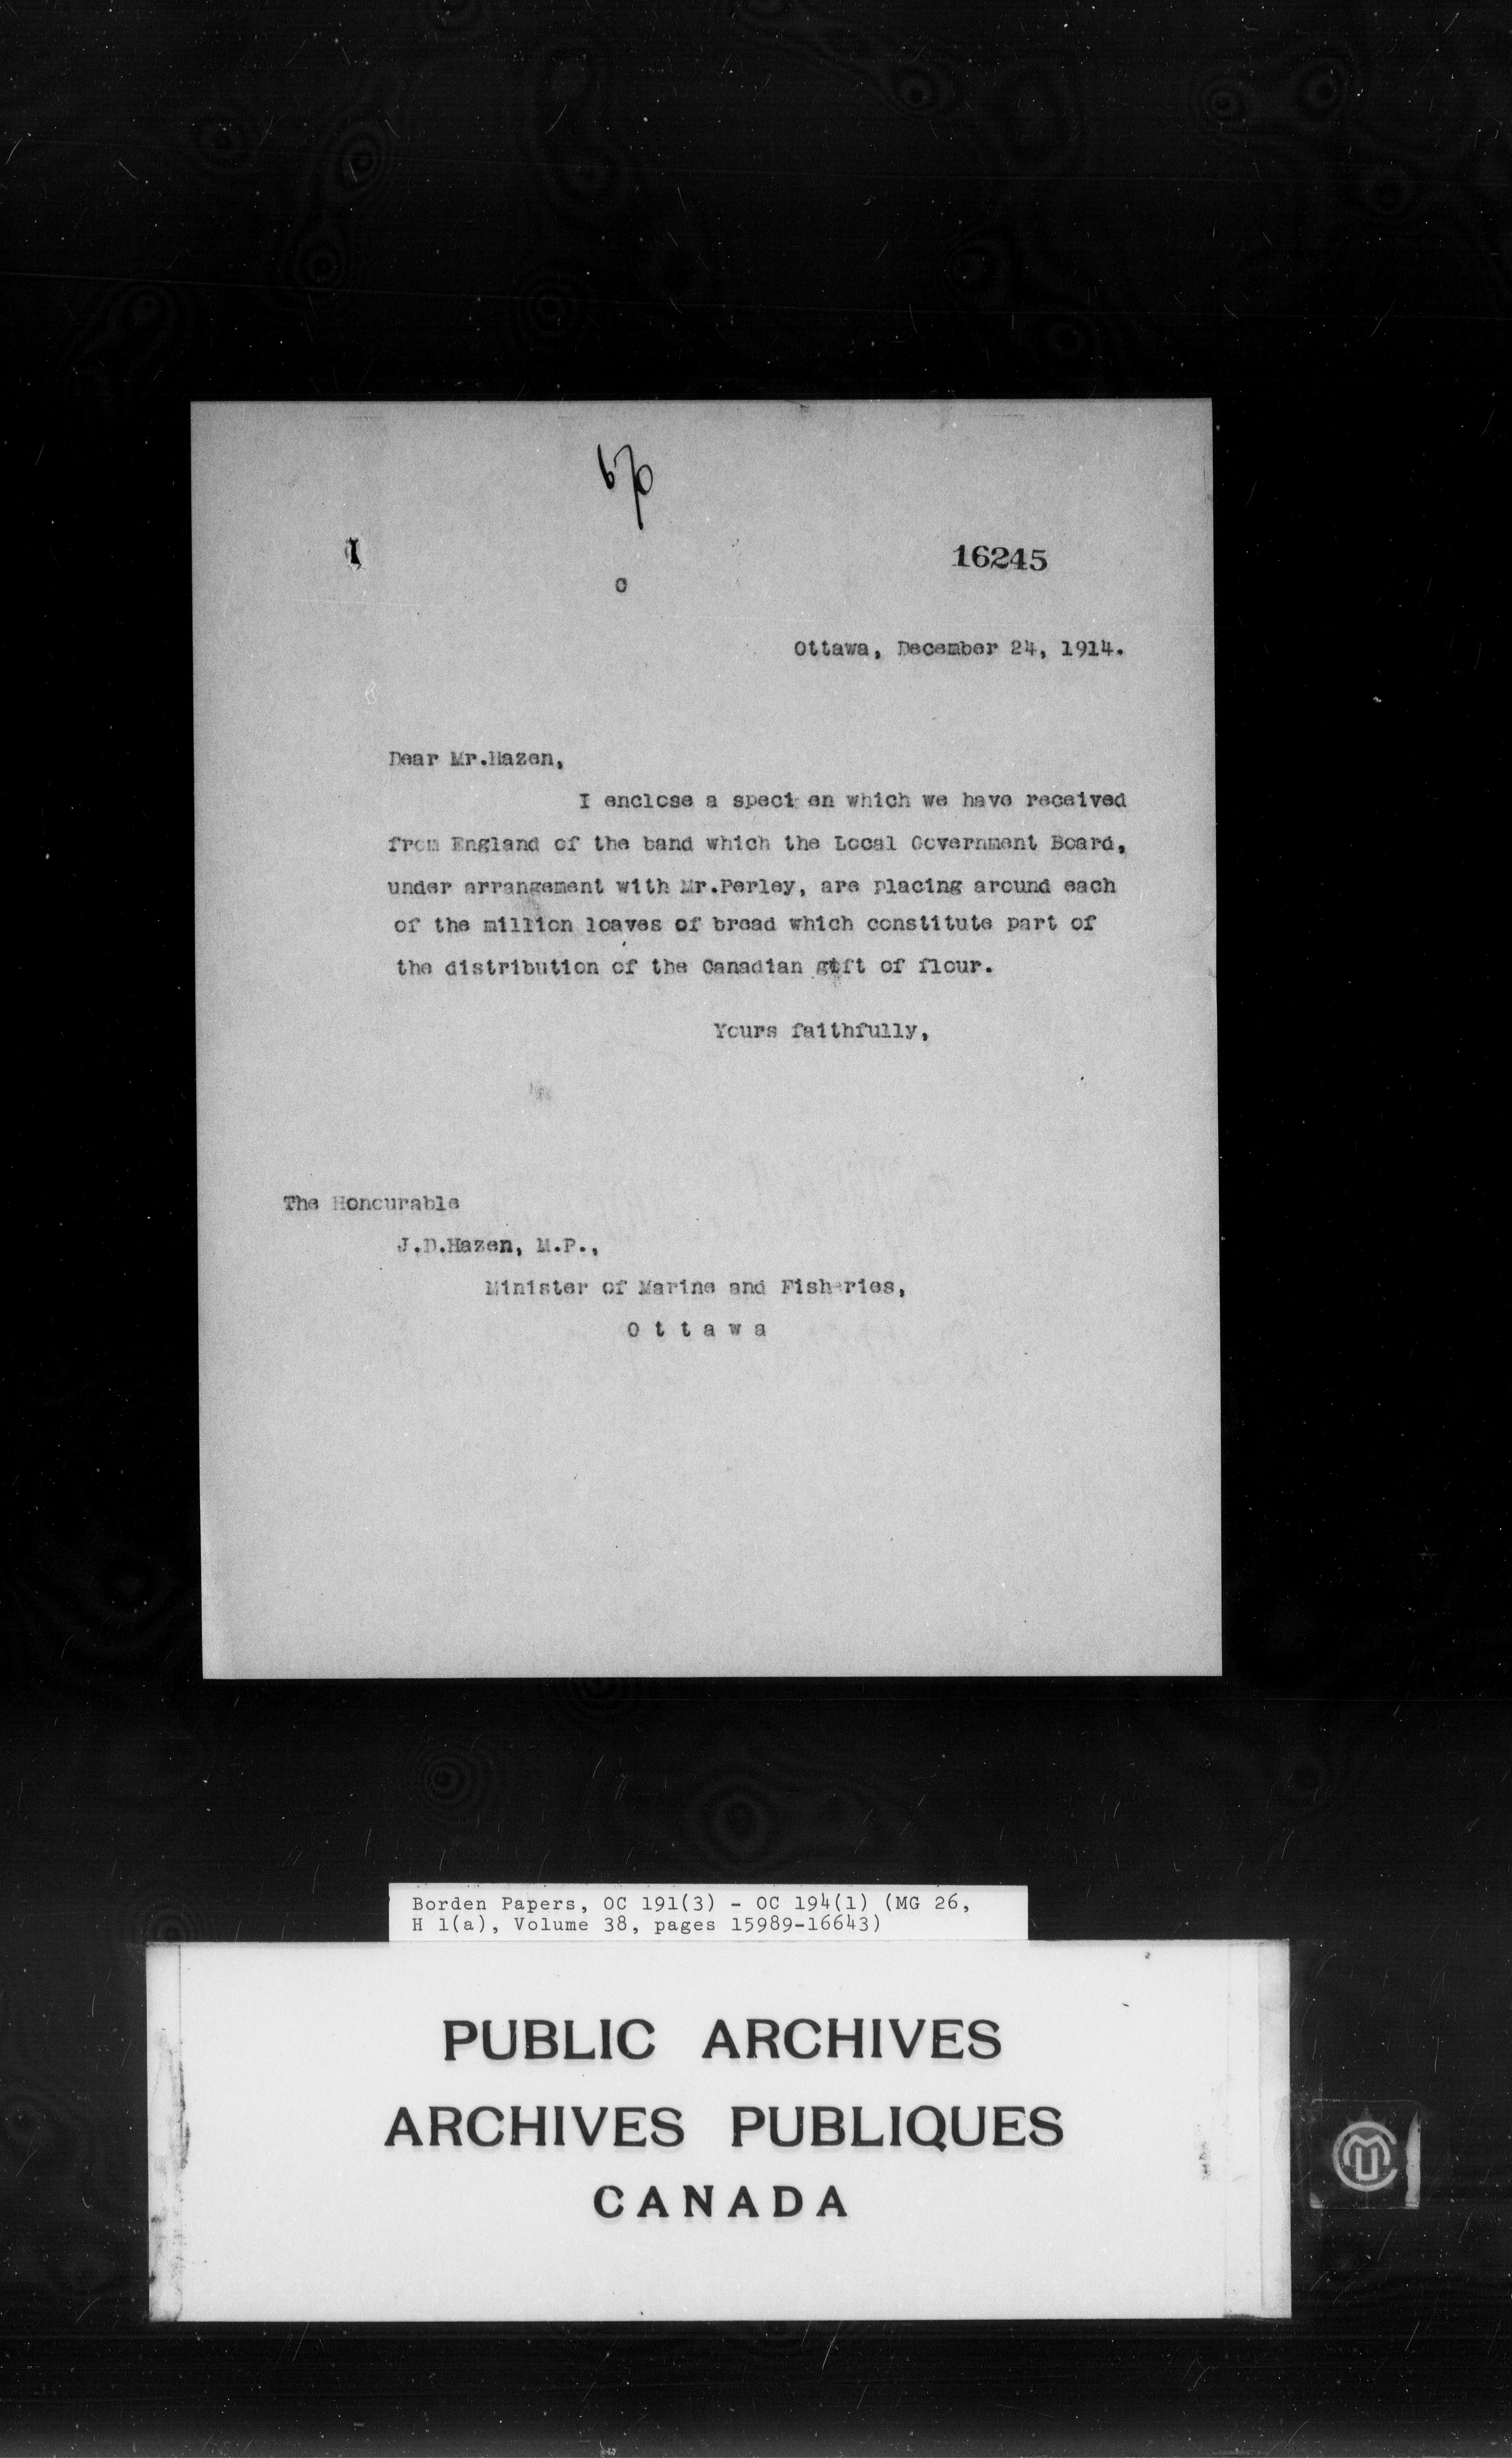 16245
C
Ottawa, December 24, 1914.
Dear Mr.Hazen,
I enclose a speci en which we have received
from England of the band which the Local Government Board,
under arrangement with Mr.Perley, are placing around each
of the million loaves of bread which constitute part of
the distribution of the Canadian gift of flour.
Yours faithfully,
The Honourable
J.D.Hazen, M.P.,
Minister of Marine and Fisheries,
O t t a w a
Borden Papers, OC 191(3) - OC 194(1) (MG 26,
H 1(a), Volume 38, pages 15989-16643)
PUBLIC ARCHIVES
ARCHIVES PUBLIQUES
CANADA